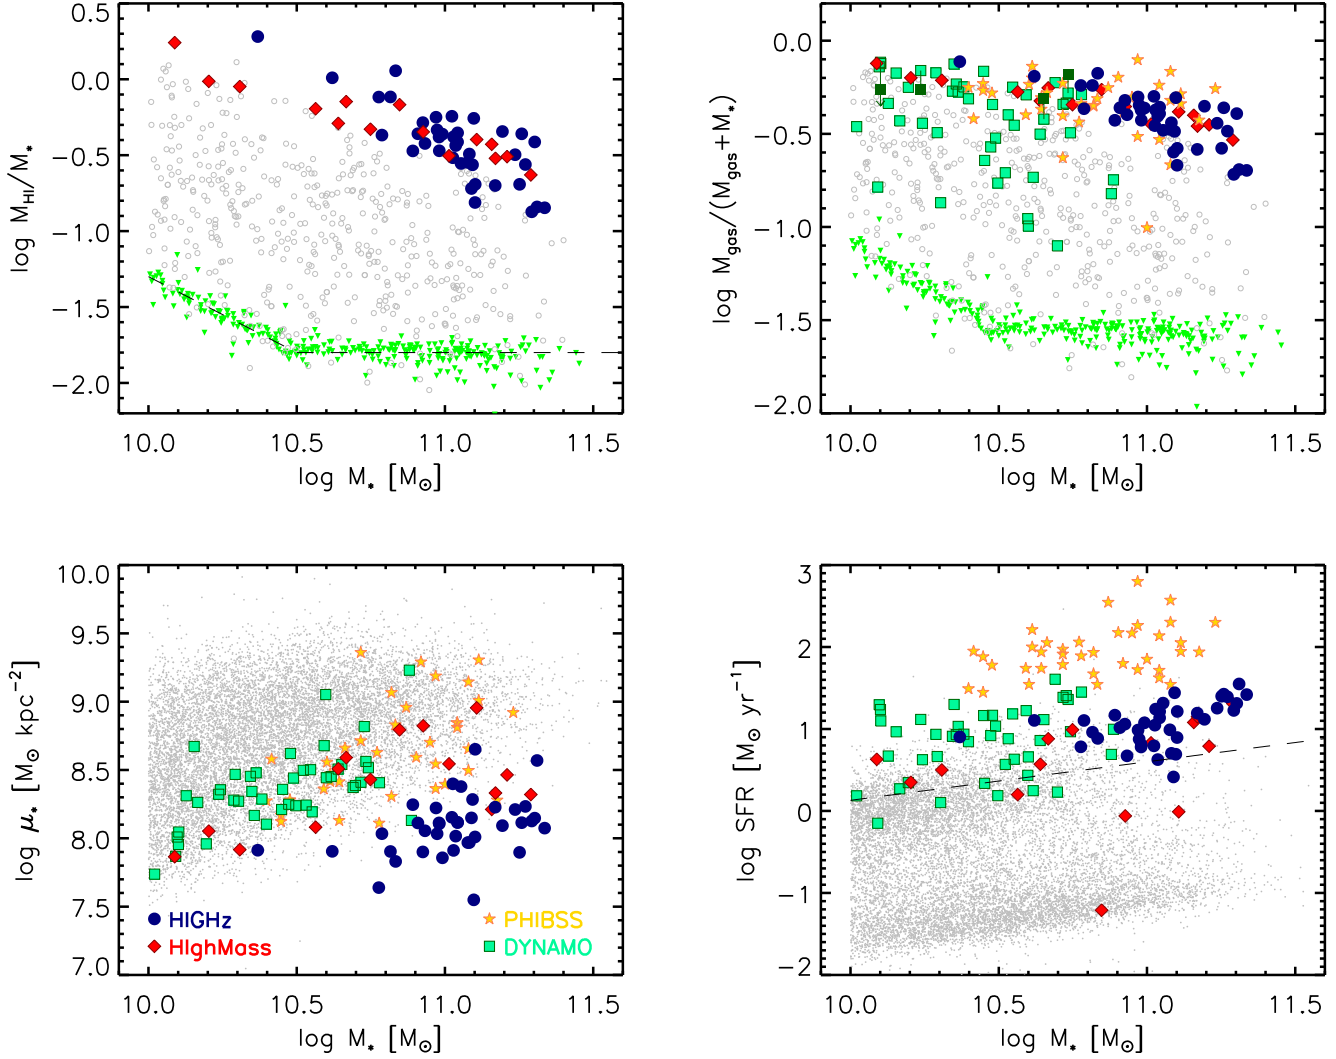 0.5
0.0
−0.5
−1.0
−1.5
−2.0
log M_HI/M_*
10.0 10.5 11.0 11.5
log M_* [M_⊙]
0.0
−0.5
−1.0
−1.5
−2.0
log M_gas/(M_gas+M_*)
10.0 10.5 11.0 11.5
log M_* [M_⊙]
10.0
9.5
9.0
8.5
8.0
7.5
7.0
log μ_* [M_⊙ kpc⁻²]
HIGHz
HIghMass
PHIBSS
DYNAMO
10.0 10.5 11.0 11.5
log M_* [M_⊙]
3
2
1
0
−1
−2
log SFR [M_⊙ yr⁻¹]
10.0 10.5 11.0 11.5
log M_* [M_⊙]